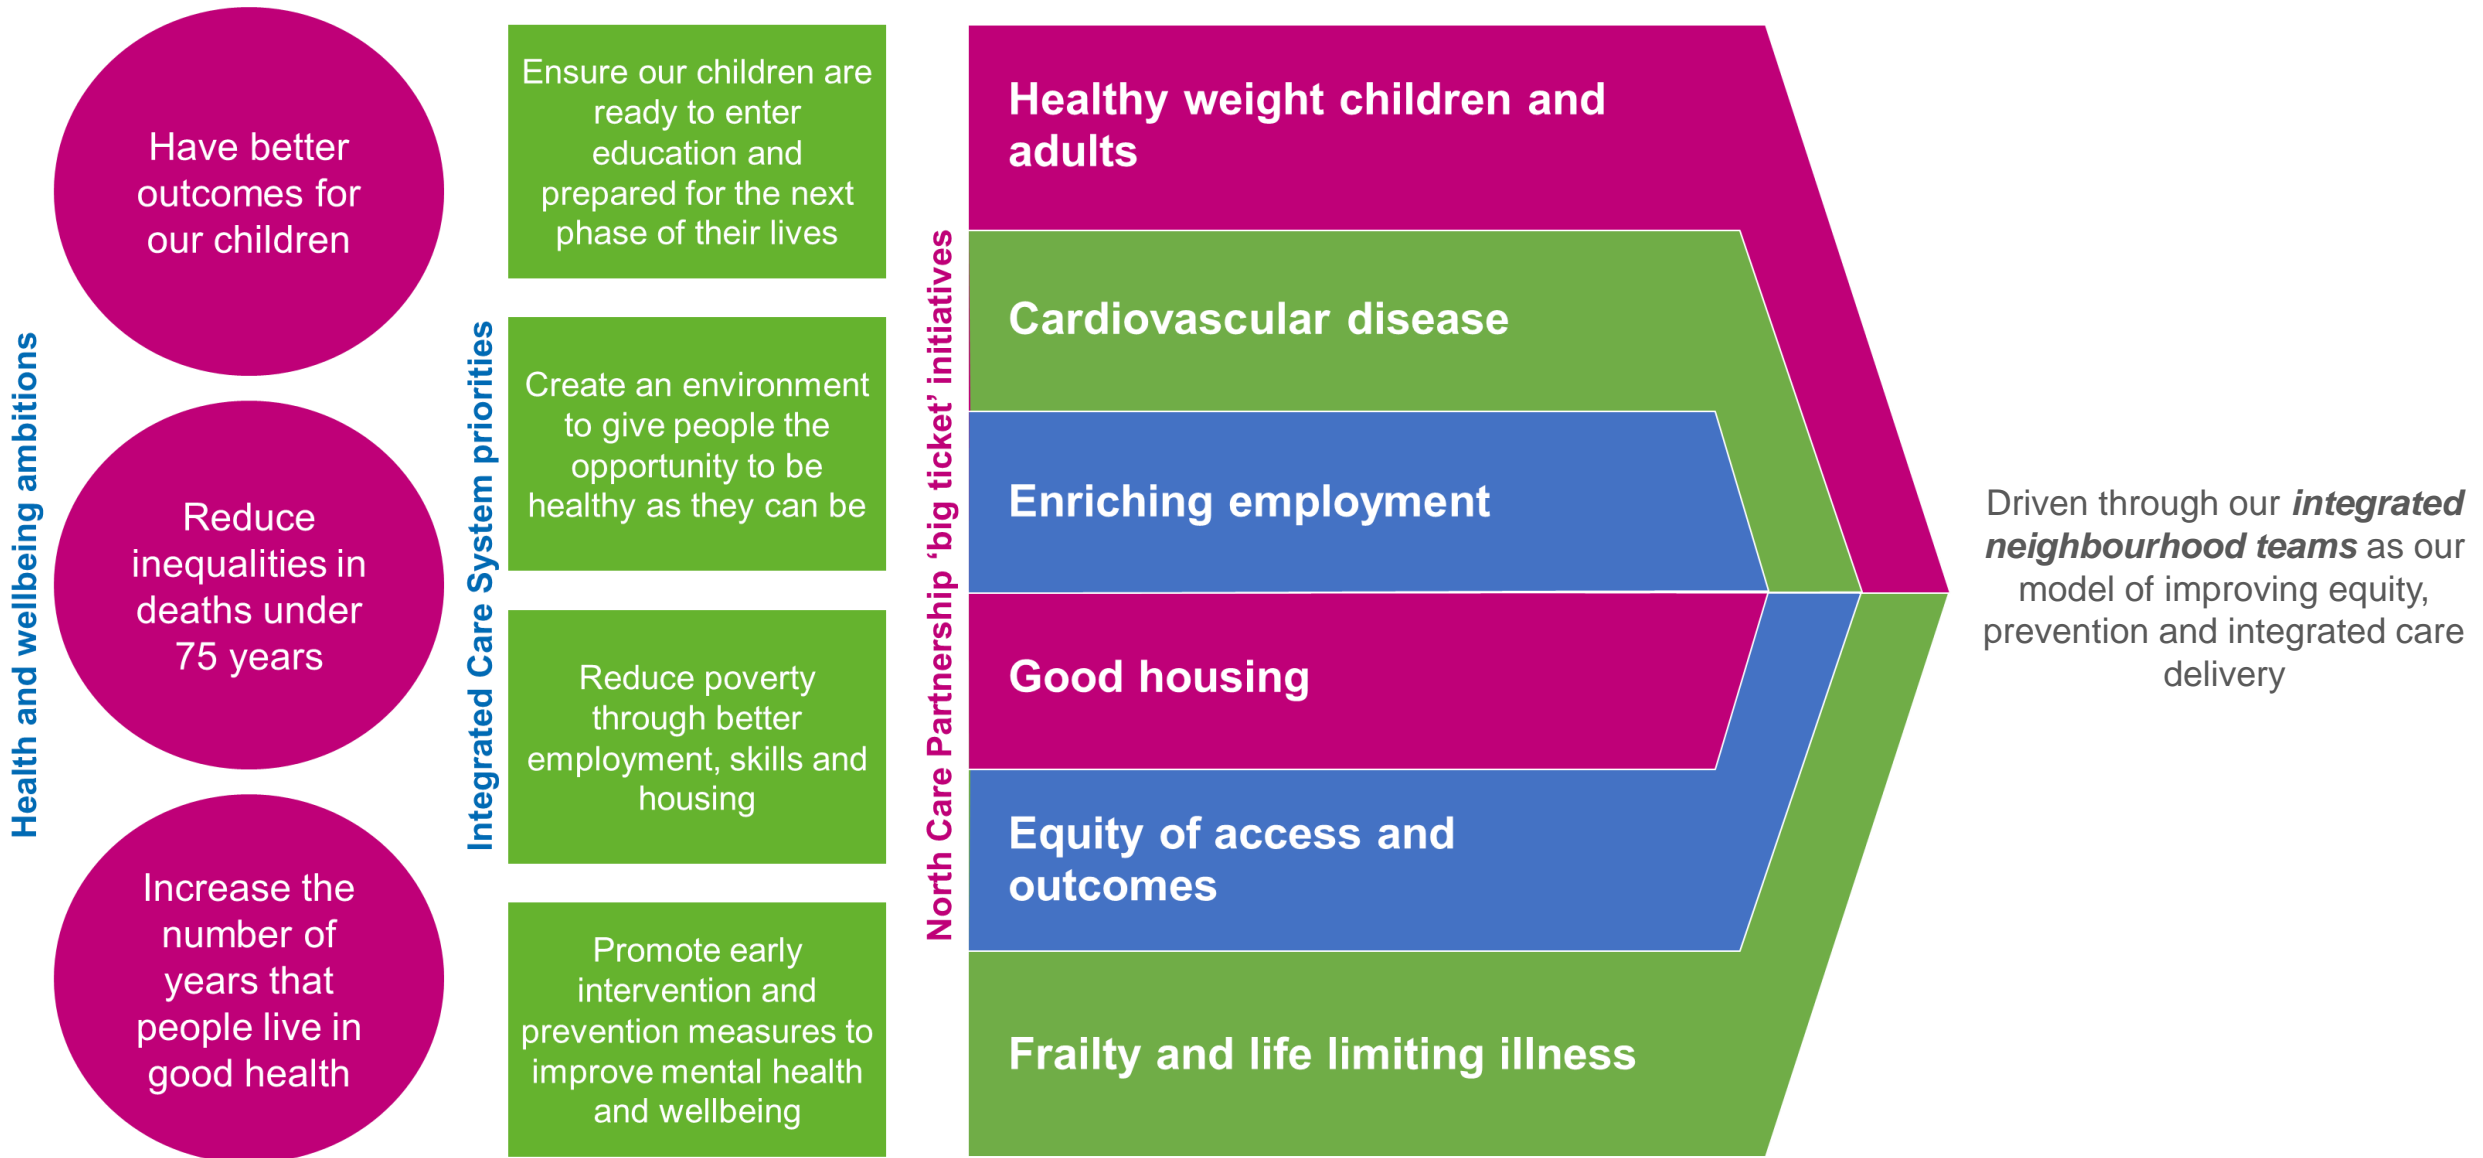 Health and wellbeing ambitions
Have better
outcomes for
our children
Reduce
inequalities in
deaths under
75 years
Increase the
number of
years that
people live in
good health
Integrated Care System priorities
Ensure our children are
ready to enter
education and
prepared for the next
phase of their lives
Create an environment
to give people the
opportunity to be
healthy as they can be
Reduce poverty
through better
employment, skills and
housing
Promote early
intervention and
prevention measures to
improve mental health
and wellbeing
North Care Partnership ‘big ticket’ initiatives
Healthy weight children and
adults
Cardiovascular disease
Enriching employment
Good housing
Equity of access and
outcomes
Frailty and life limiting illness
Driven through our integrated
neighbourhood teams as our
model of improving equity,
prevention and integrated care
delivery